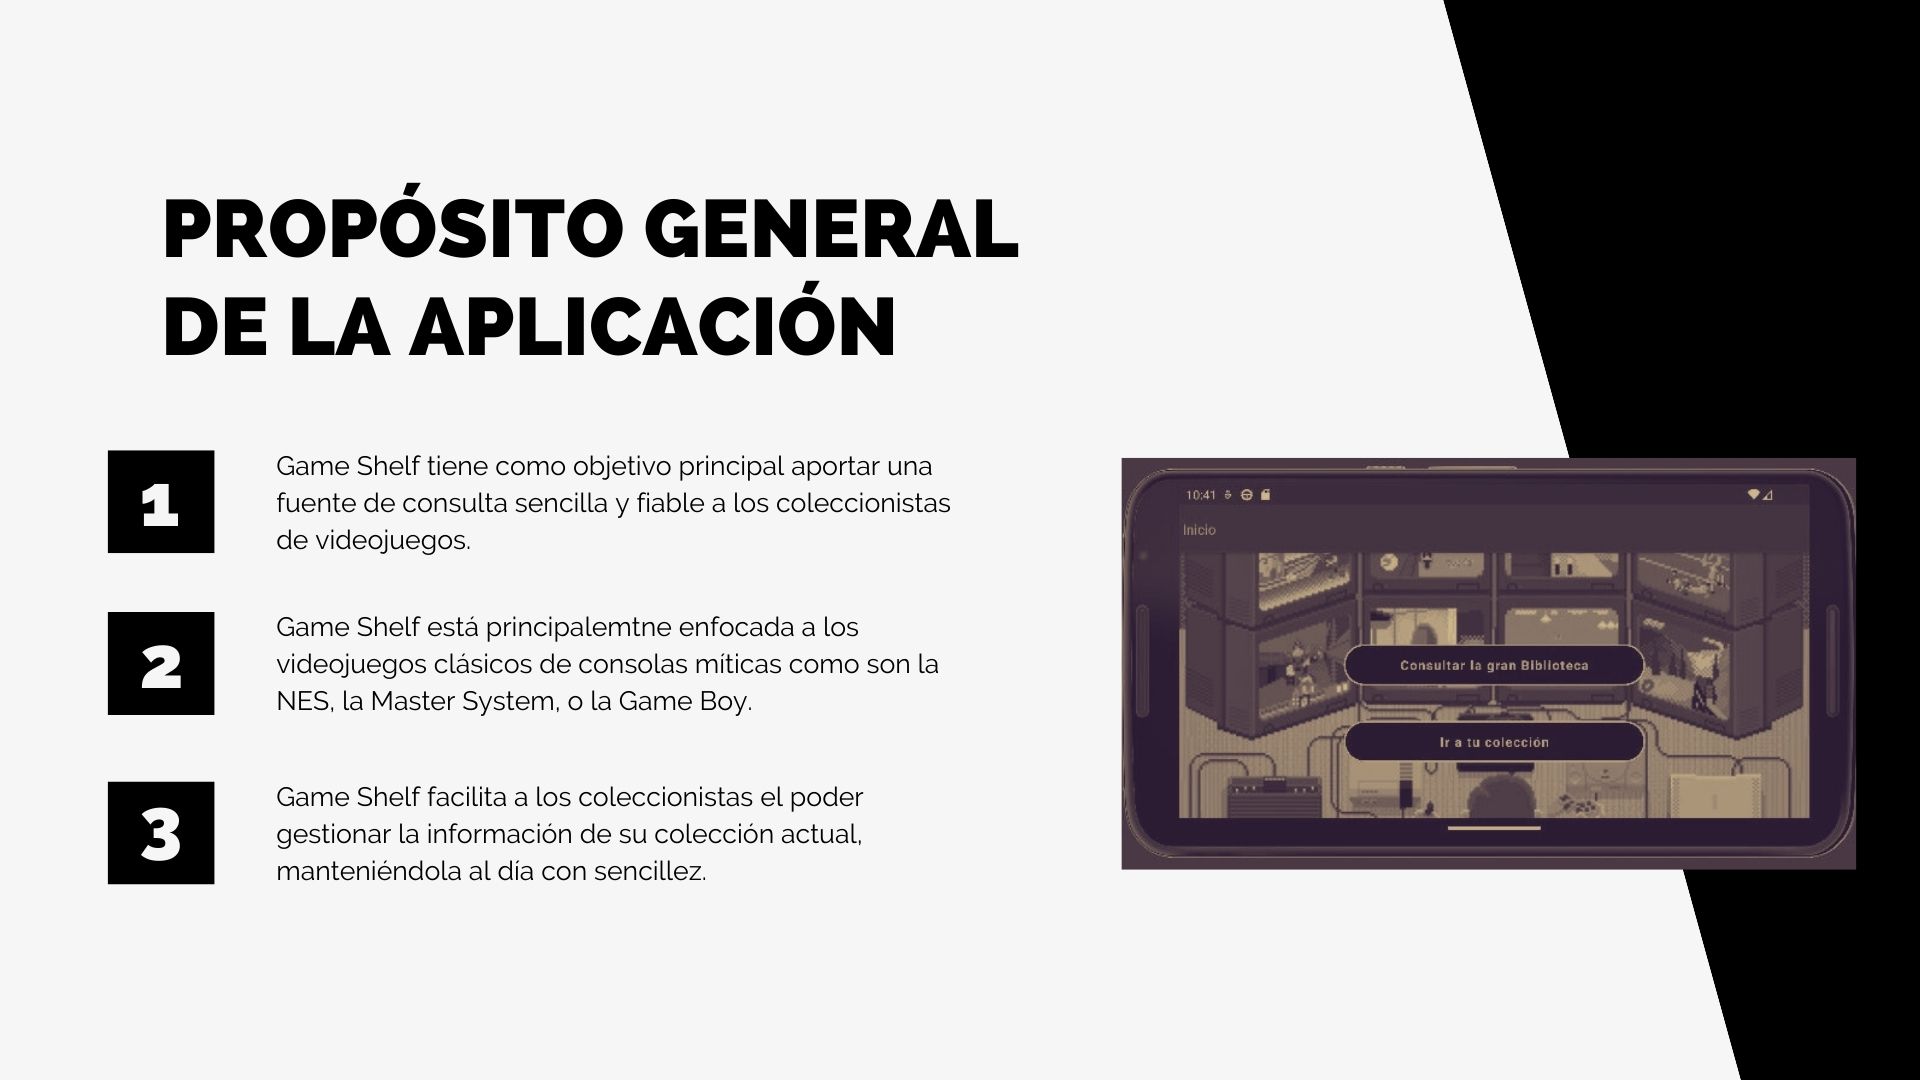 PROPÓSITO GENERAL
DE LA APLICACIÓN
1
Game Shelf tiene como objetivo principal aportar una
fuente de consulta sencilla y fiable a los coleccionistas
de videojuegos.
2
Game Shelf está principalemtne enfocada a los
videojuegos clásicos de consolas míticas como son la
NES, la Master System, o la Game Boy.
3
Game Shelf facilita a los coleccionistas el poder
gestionar la información de su colección actual,
manteniéndola al día con sencillez.
10:41
Inicio
Consultar la gran Biblioteca
Ir a tu colección